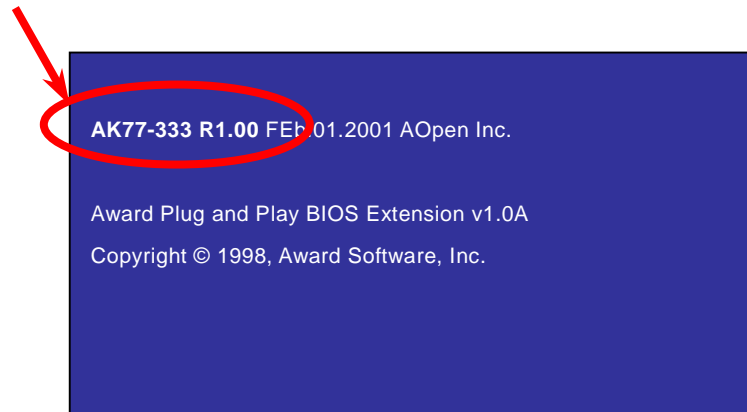 AK77-333 R1.00 FEb.01.2001 AOpen Inc.
Award Plug and Play BIOS Extension v1.0A
Copyright © 1998, Award Software, Inc.